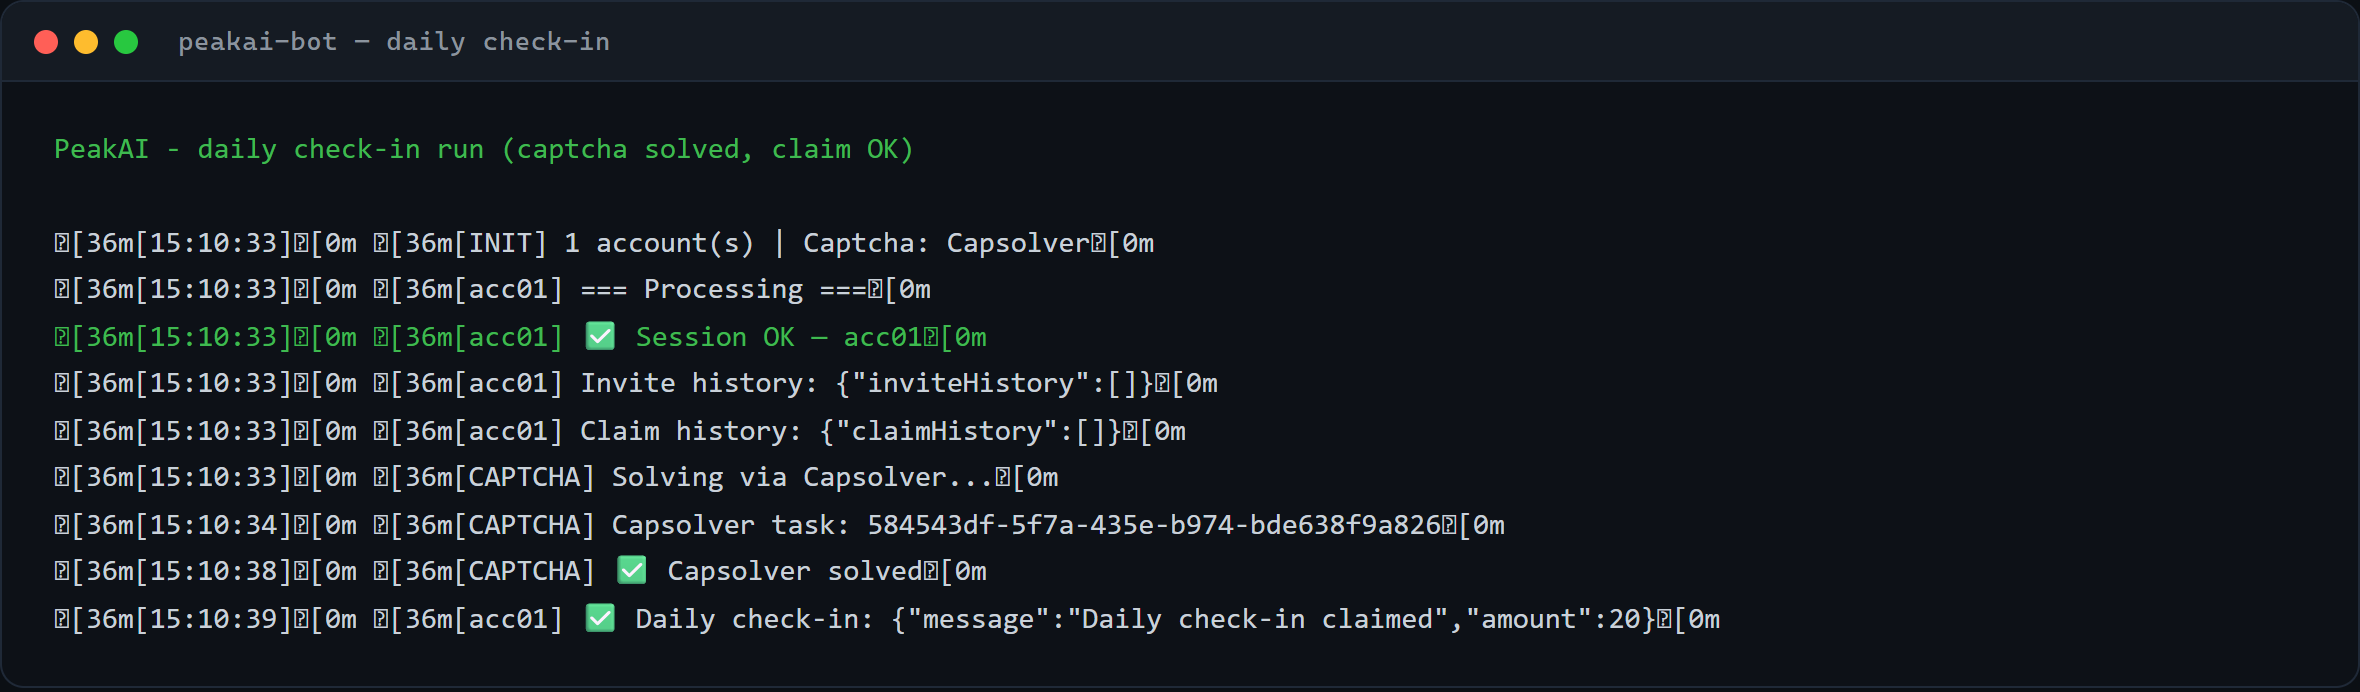 peakai-bot — daily check-in
PeakAI - daily check-in run (captcha solved, claim OK)
�[36m[15:10:33]�[0m �[36m[INIT] 1 account(s) | Captcha: Capsolver�[0m
�[36m[15:10:33]�[0m �[36m[acc01] === Processing ===�[0m
�[36m[15:10:33]�[0m �[36m[acc01] ✅ Session OK — acc01�[0m
�[36m[15:10:33]�[0m �[36m[acc01] Invite history: {"inviteHistory":[]}�[0m
�[36m[15:10:33]�[0m �[36m[acc01] Claim history: {"claimHistory":[]}�[0m
�[36m[15:10:33]�[0m �[36m[CAPTCHA] Solving via Capsolver...�[0m
�[36m[15:10:34]�[0m �[36m[CAPTCHA] Capsolver task: 584543df-5f7a-435e-b974-bde638f9a826�[0m
�[36m[15:10:38]�[0m �[36m[CAPTCHA] ✅ Capsolver solved�[0m
�[36m[15:10:39]�[0m �[36m[acc01] ✅ Daily check-in: {"message":"Daily check-in claimed","amount":20}�[0m